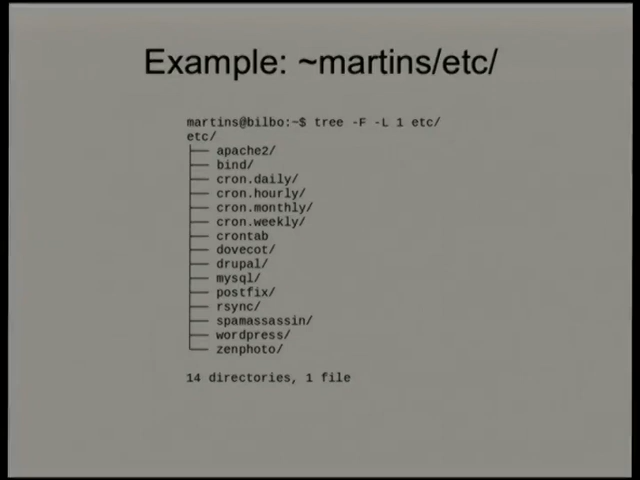 Example: ~martins/etc/
martins@bilbo:~$ tree -F -L 1 etc/
etc/
├── apache2/
├── bind/
├── cron.daily/
├── cron.hourly/
├── cron.monthly/
├── cron.weekly/
├── crontab
├── dovecot/
├── drupal/
├── mysql/
├── postfix/
├── rsync/
├── spamassassin/
├── wordpress/
└── zenphoto/
14 directories, 1 file